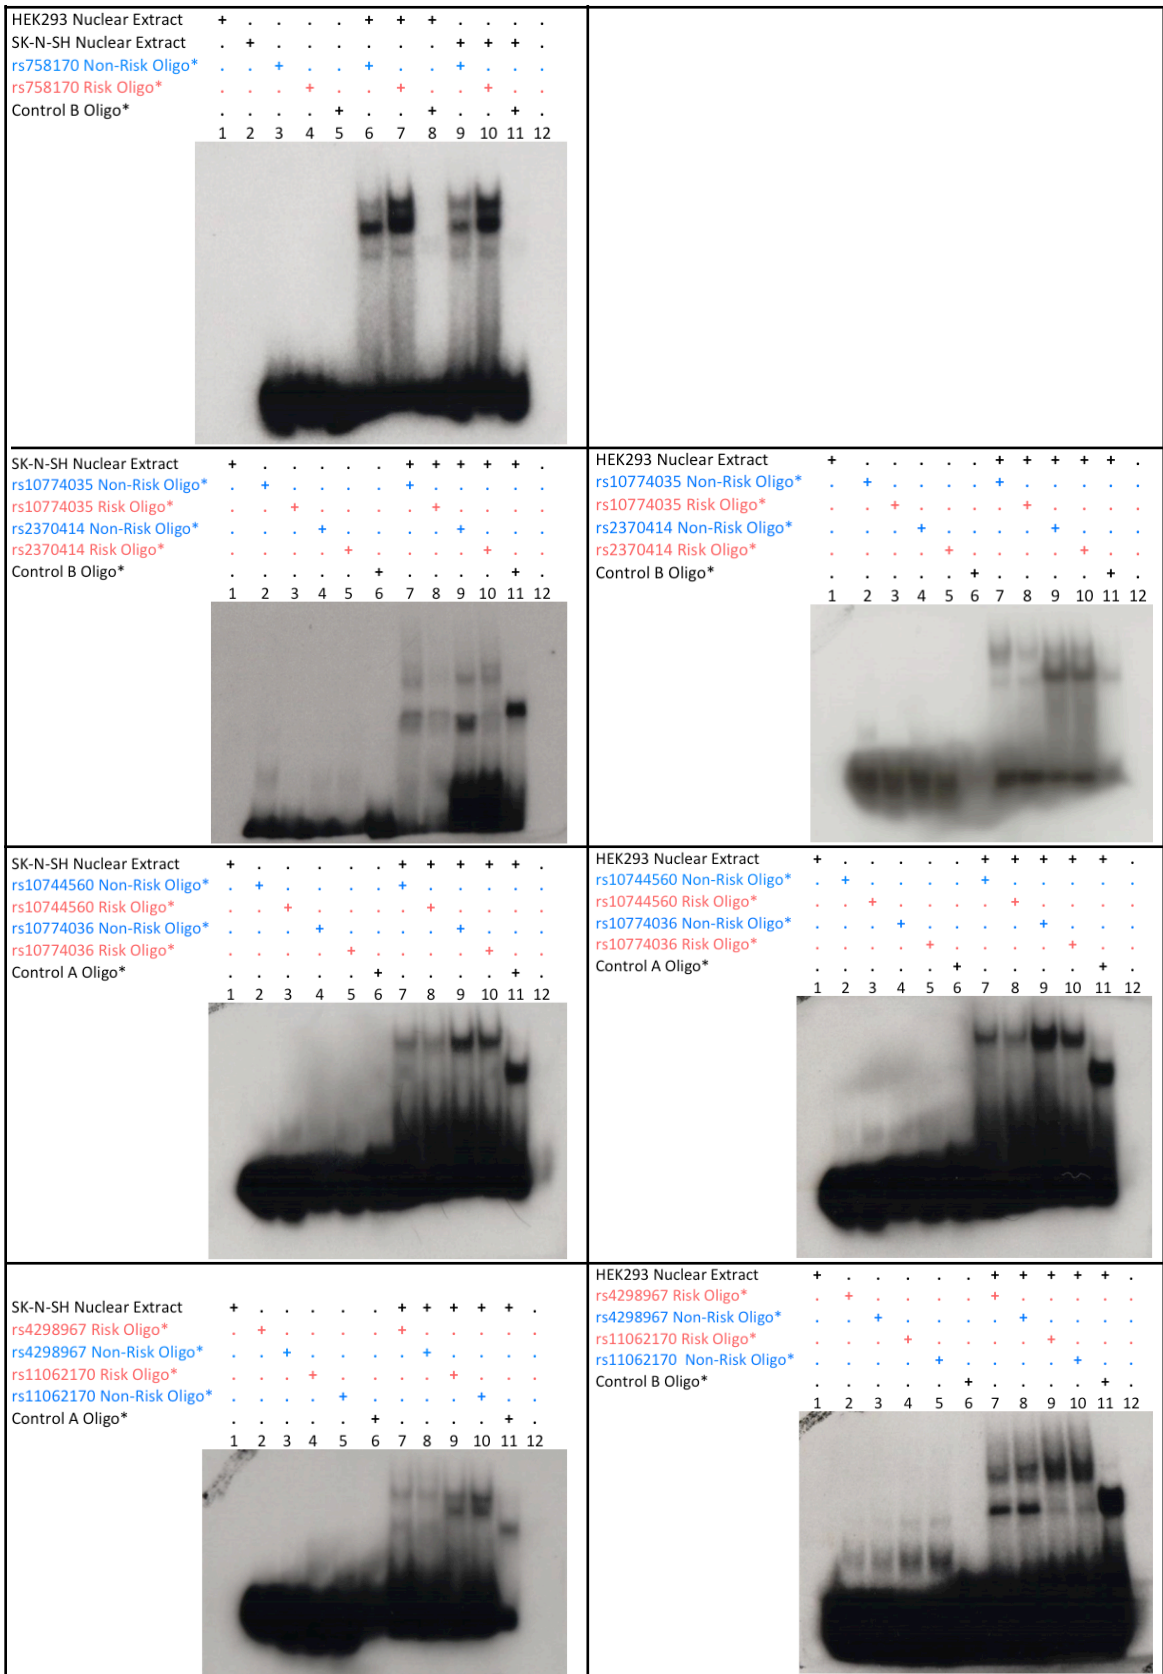 HEK293 Nuclear Extract + . . . . + + + . . . .
SK-N-SH Nuclear Extract . + . . . . . . + + + .
rs758170 Non-Risk Oligo* . . + . . + . . + . . .
rs758170 Risk Oligo* . . . + . . + . . + . .
Control B Oligo* . . . . + . . + . . + .
1 2 3 4 5 6 7 8 9 10 11 12
SK-N-SH Nuclear Extract + . . . . . + + + + + .
rs10774035 Non-Risk Oligo* . + . . . . + . . . . .
rs10774035 Risk Oligo* . . + . . . . + . . . .
rs2370414 Non-Risk Oligo* . . . + . . . . + . . .
rs2370414 Risk Oligo* . . . . + . . . . + . .
Control B Oligo* . . . . . + . . . . + .
1 2 3 4 5 6 7 8 9 10 11 12
HEK293 Nuclear Extract + . . . . . + + + + + .
rs10774035 Non-Risk Oligo* . + . . . . + . . . . .
rs10774035 Risk Oligo* . . + . . . . + . . . .
rs2370414 Non-Risk Oligo* . . . + . . . . + . . .
rs2370414 Risk Oligo* . . . . + . . . . + . .
Control B Oligo* . . . . . + . . . . + .
1 2 3 4 5 6 7 8 9 10 11 12
SK-N-SH Nuclear Extract + . . . . . + + + + + .
rs10744560 Non-Risk Oligo* . + . . . . + . . . . .
rs10744560 Risk Oligo* . . + . . . . + . . . .
rs10774036 Non-Risk Oligo* . . . + . . . . + . . .
rs10774036 Risk Oligo* . . . . + . . . . + . .
Control A Oligo* . . . . . + . . . . + .
1 2 3 4 5 6 7 8 9 10 11 12
HEK293 Nuclear Extract + . . . . . + + + + + .
rs10744560 Non-Risk Oligo* . + . . . . + . . . . .
rs10744560 Risk Oligo* . . + . . . . + . . . .
rs10774036 Non-Risk Oligo* . . . + . . . . + . . .
rs10774036 Risk Oligo* . . . . + . . . . + . .
Control A Oligo* . . . . . + . . . . + .
1 2 3 4 5 6 7 8 9 10 11 12
SK-N-SH Nuclear Extract + . . . . . + + + + + .
rs4298967 Risk Oligo* . + . . . . + . . . . .
rs4298967 Non-Risk Oligo* . . + . . . . + . . . .
rs11062170 Risk Oligo* . . . + . . . . + . . .
rs11062170 Non-Risk Oligo* . . . . + . . . . + . .
Control A Oligo* . . . . . + . . . . + .
1 2 3 4 5 6 7 8 9 10 11 12
HEK293 Nuclear Extract + . . . . . + + + + + .
rs4298967 Risk Oligo* . + . . . . + . . . . .
rs4298967 Non-Risk Oligo* . . + . . . . + . . . .
rs11062170 Risk Oligo* . . . + . . . . + . . .
rs11062170 Non-Risk Oligo* . . . . + . . . . + . .
Control B Oligo* . . . . . + . . . . + .
1 2 3 4 5 6 7 8 9 10 11 12